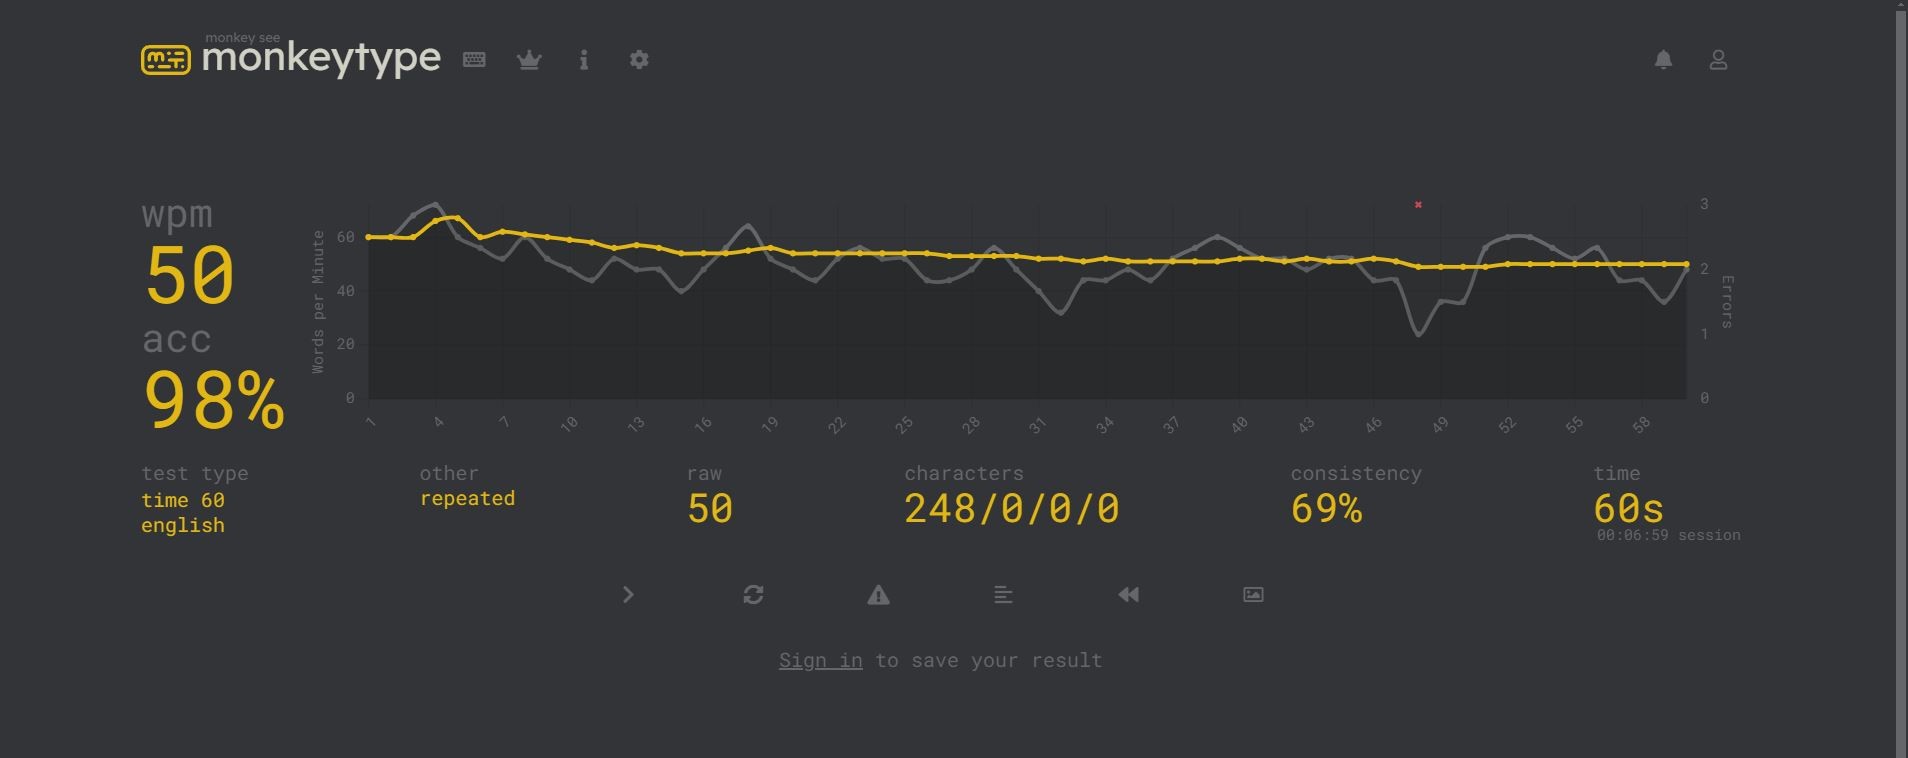 monkey see
monkeytype
wpm
50
acc
98%
Words per Minute
60
40
20
0
3
2
1
0
Errors
1 4 7 10 13 16 19 22 25 28 31 34 37 40 43 46 49 52 55 58
test type
time 60
english
other
repeated
raw
50
characters
248/0/0/0
consistency
69%
time
60s
00:06:59 session
Sign in to save your result